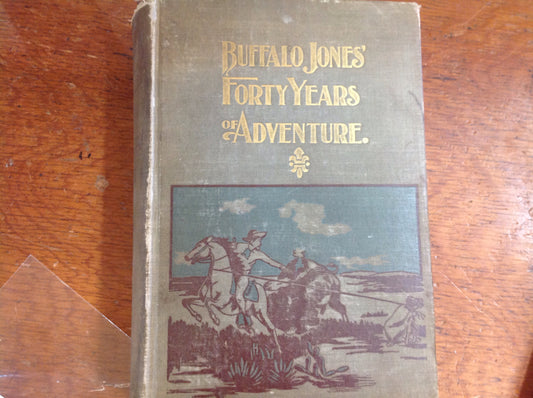 BUFFALO JONES'
FORTY YEARS
OF ADVENTURE.